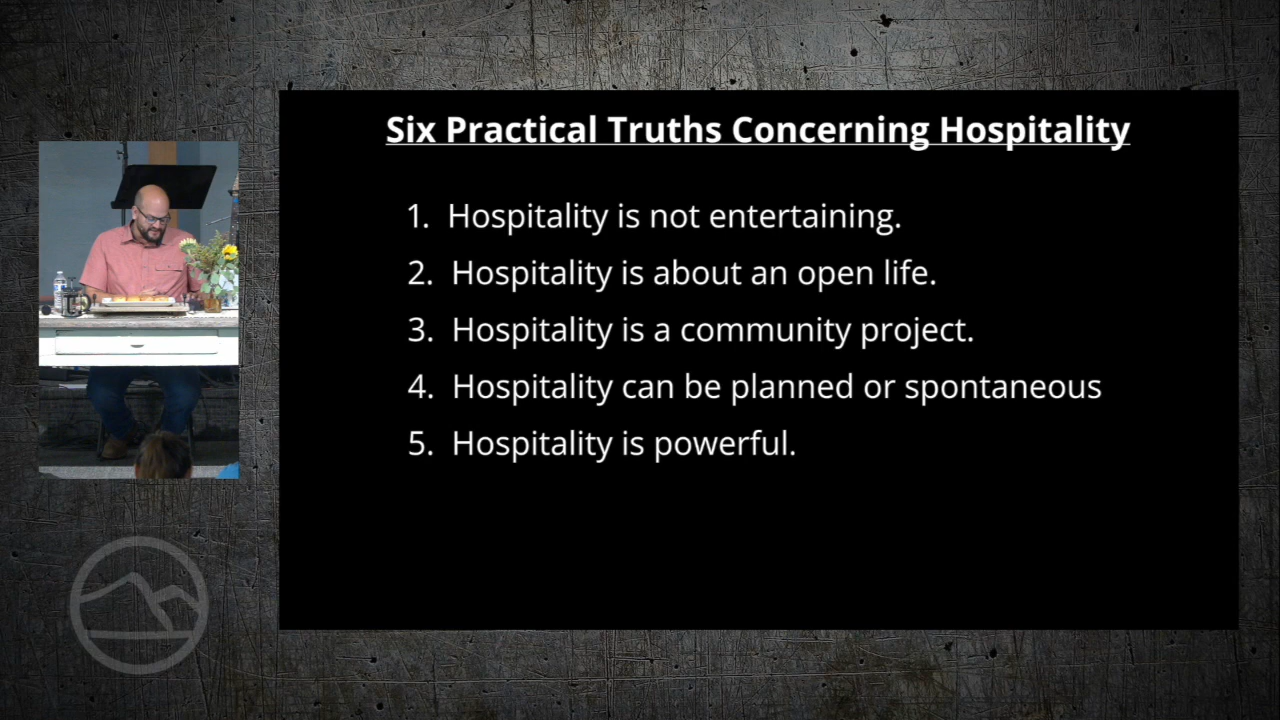 Six Practical Truths Concerning Hospitality
1. Hospitality is not entertaining.
2. Hospitality is about an open life.
3. Hospitality is a community project.
4. Hospitality can be planned or spontaneous
5. Hospitality is powerful.